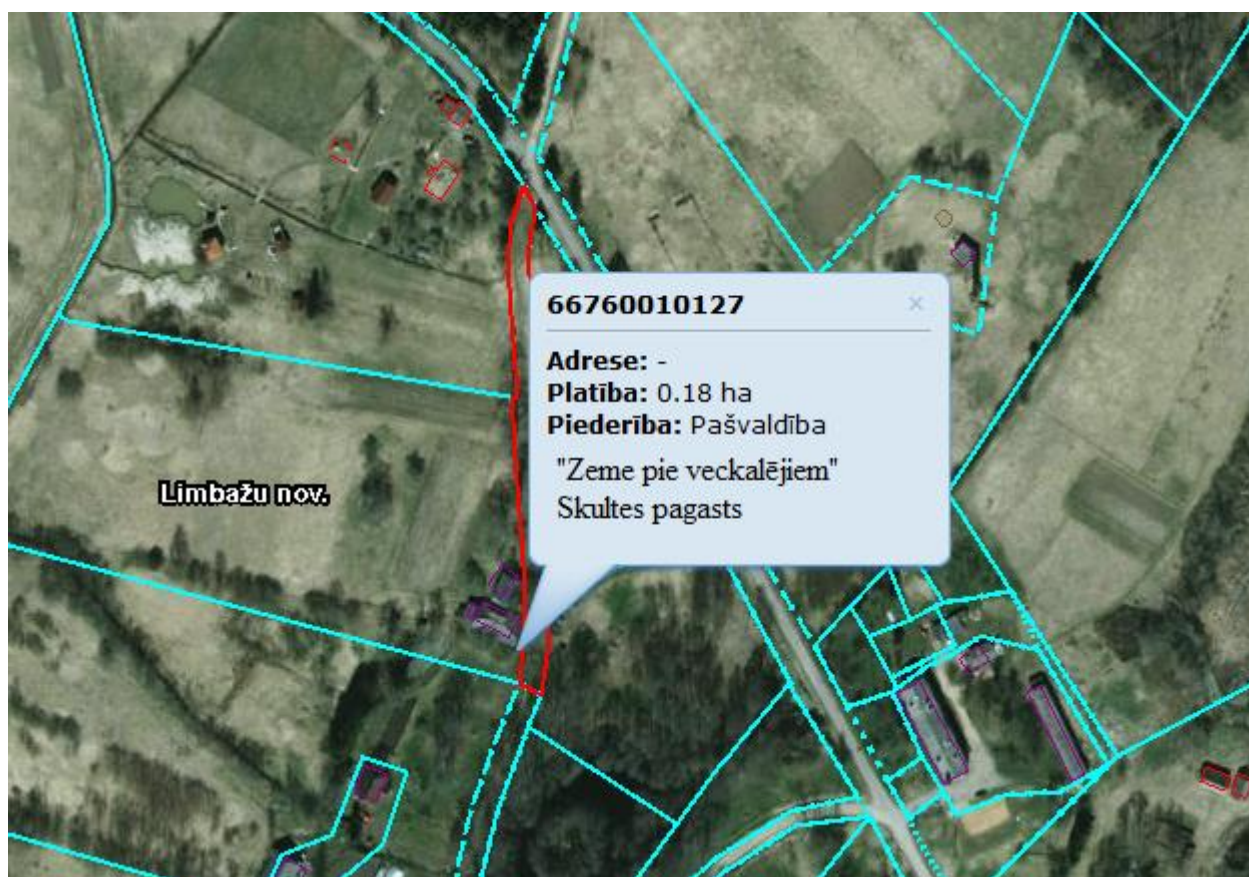 66760010127
Adrese: -
Platība: 0.18 ha
Piederība: Pašvaldība
"Zeme pie veckalējiem"
Skultes pagasts
Limbažu nov.